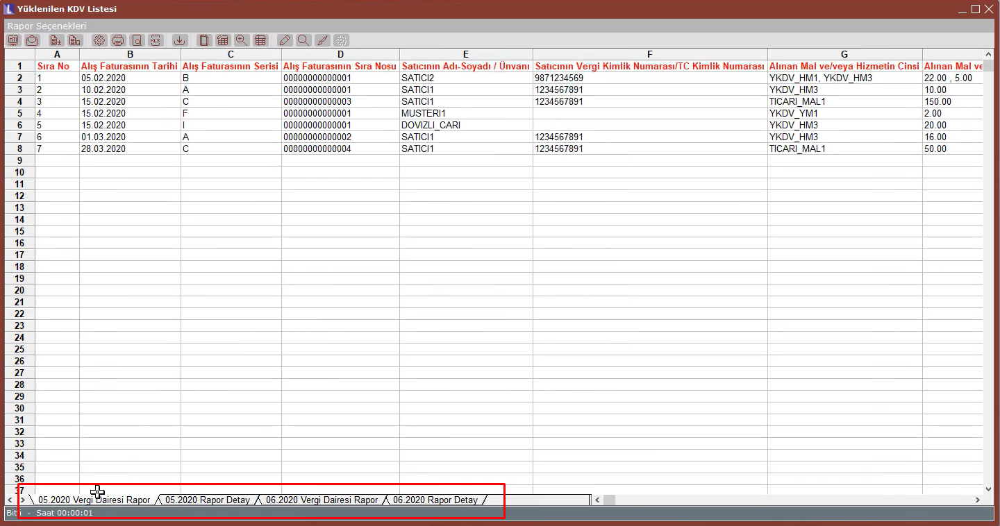 Yüklenilen KDV Listesi
Rapor Seçenekleri
A B C D E F G
1 Sıra No Alış Faturasının Tarihi Alış Faturasının Serisi Alış Faturasının Sıra Nosu Satıcının Adı-Soyadı / Ünvanı Satıcının Vergi Kimlik Numarası/TC Kimlik Numarası Alınan Mal ve/veya Hizmetin Cinsi Alınan Mal ve
2 1 05.02.2020 B 00000000000001 SATICI2 9871234569 YKDV_HM1, YKDV_HM3 22.00 , 5.00
3 2 10.02.2020 A 00000000000001 SATICI1 1234567891 YKDV_HM3 10.00
4 3 15.02.2020 C 00000000000003 SATICI1 1234567891 TICARI_MAL1 150.00
5 4 15.02.2020 F 00000000000001 MUSTERI1 YKDV_YM1 2.00
6 5 15.02.2020 I 00000000000001 DOVIZLI_CARI YKDV_HM3 20.00
7 6 01.03.2020 A 00000000000002 SATICI1 1234567891 YKDV_HM3 16.00
8 7 28.03.2020 C 00000000000004 SATICI1 1234567891 TICARI_MAL1 50.00
9
10
11
12
13
14
15
16
17
18
19
20
21
22
23
24
25
26
27
28
29
30
31
32
33
34
35
36
37
05.2020 Vergi Dairesi Rapor 05.2020 Rapor Detay 06.2020 Vergi Dairesi Rapor 06.2020 Rapor Detay
Bitti - Saat 00:00:01